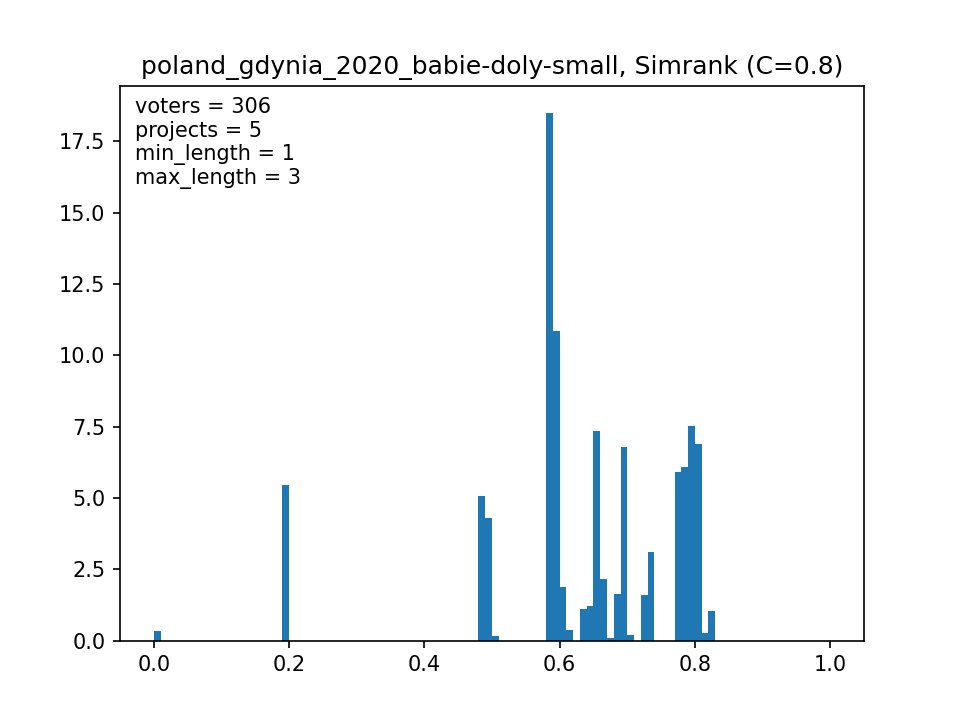 poland_gdynia_2020_babie-doly-small, Simrank (C=0.8)
voters = 306
projects = 5
min_length = 1
max_length = 3
17.5
15.0
12.5
10.0
7.5
5.0
2.5
0.0
0.0 0.2 0.4 0.6 0.8 1.0